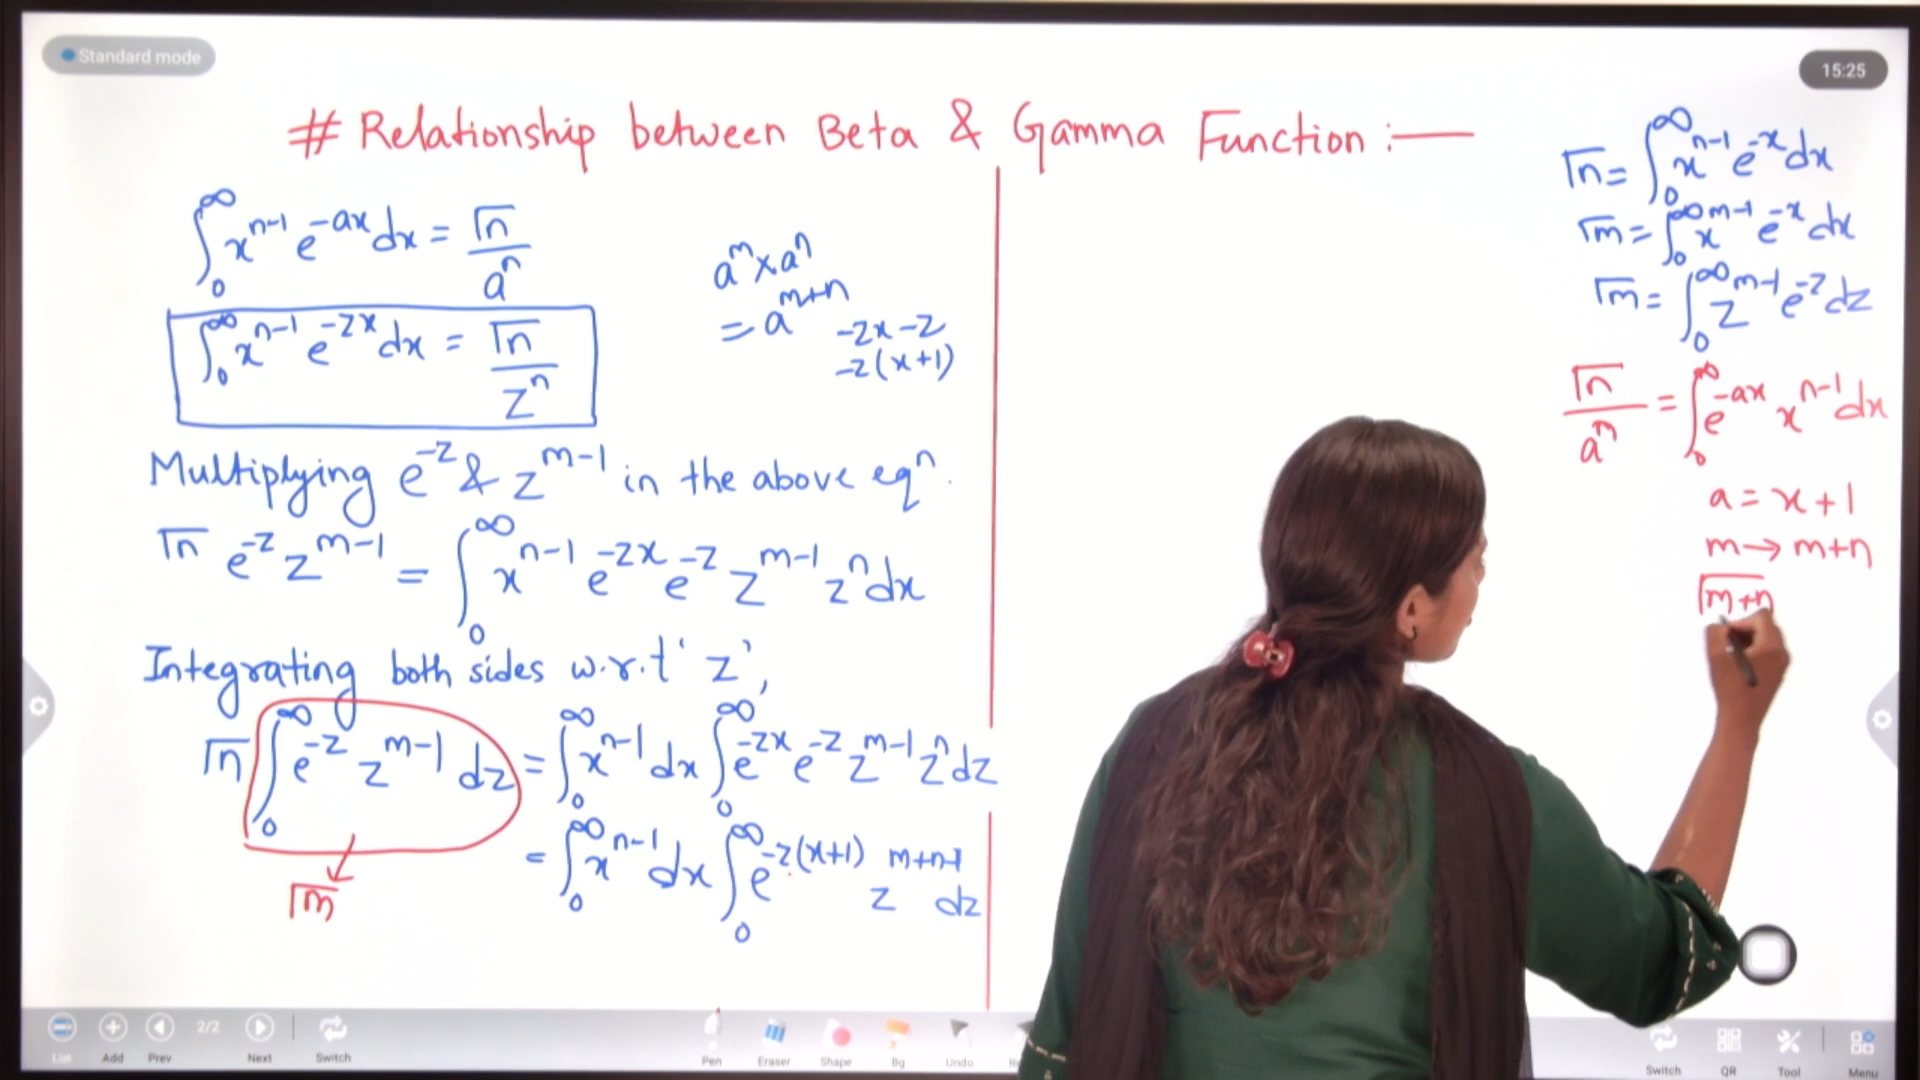 Standard mode
15:25
# Relationship between Beta & Gamma Function :—
∫₀^∞ x^{n-1} e^{-ax} dx = Γn / a^n
∫₀^∞ x^{n-1} e^{-zx} dx = Γn / z^n
a^m × a^n
= a^{m+n}
-zx-z
-z(x+1)
Multiplying e^{-z} & z^{m-1} in the above eqⁿ.
Γn e^{-z} z^{m-1} = ∫₀^∞ x^{n-1} e^{-zx} e^{-z} z^{m-1} z^n dx
Integrating both sides w.r.t 'z',
Γn ∫₀^∞ e^{-z} z^{m-1} dz = ∫₀^∞ x^{n-1} dx ∫₀^∞ e^{-zx} e^{-z} z^{m-1} z^n dz
Γm
= ∫₀^∞ x^{n-1} dx ∫₀^∞ e^{-z(x+1)} z^{m+n-1} dz
Γn = ∫₀^∞ x^{n-1} e^{-x} dx
Γm = ∫₀^∞ x^{m-1} e^{-x} dx
Γm = ∫₀^∞ z^{m-1} e^{-z} dz
Γn / a^n = ∫₀^∞ e^{-ax} x^{n-1} dx
a = x+1
m → m+n
Γm+n
List
Add
Prev
2/2
Next
Switch
Pen
Eraser
Shape
Bg
Undo
Switch
QR
Tool
Menu